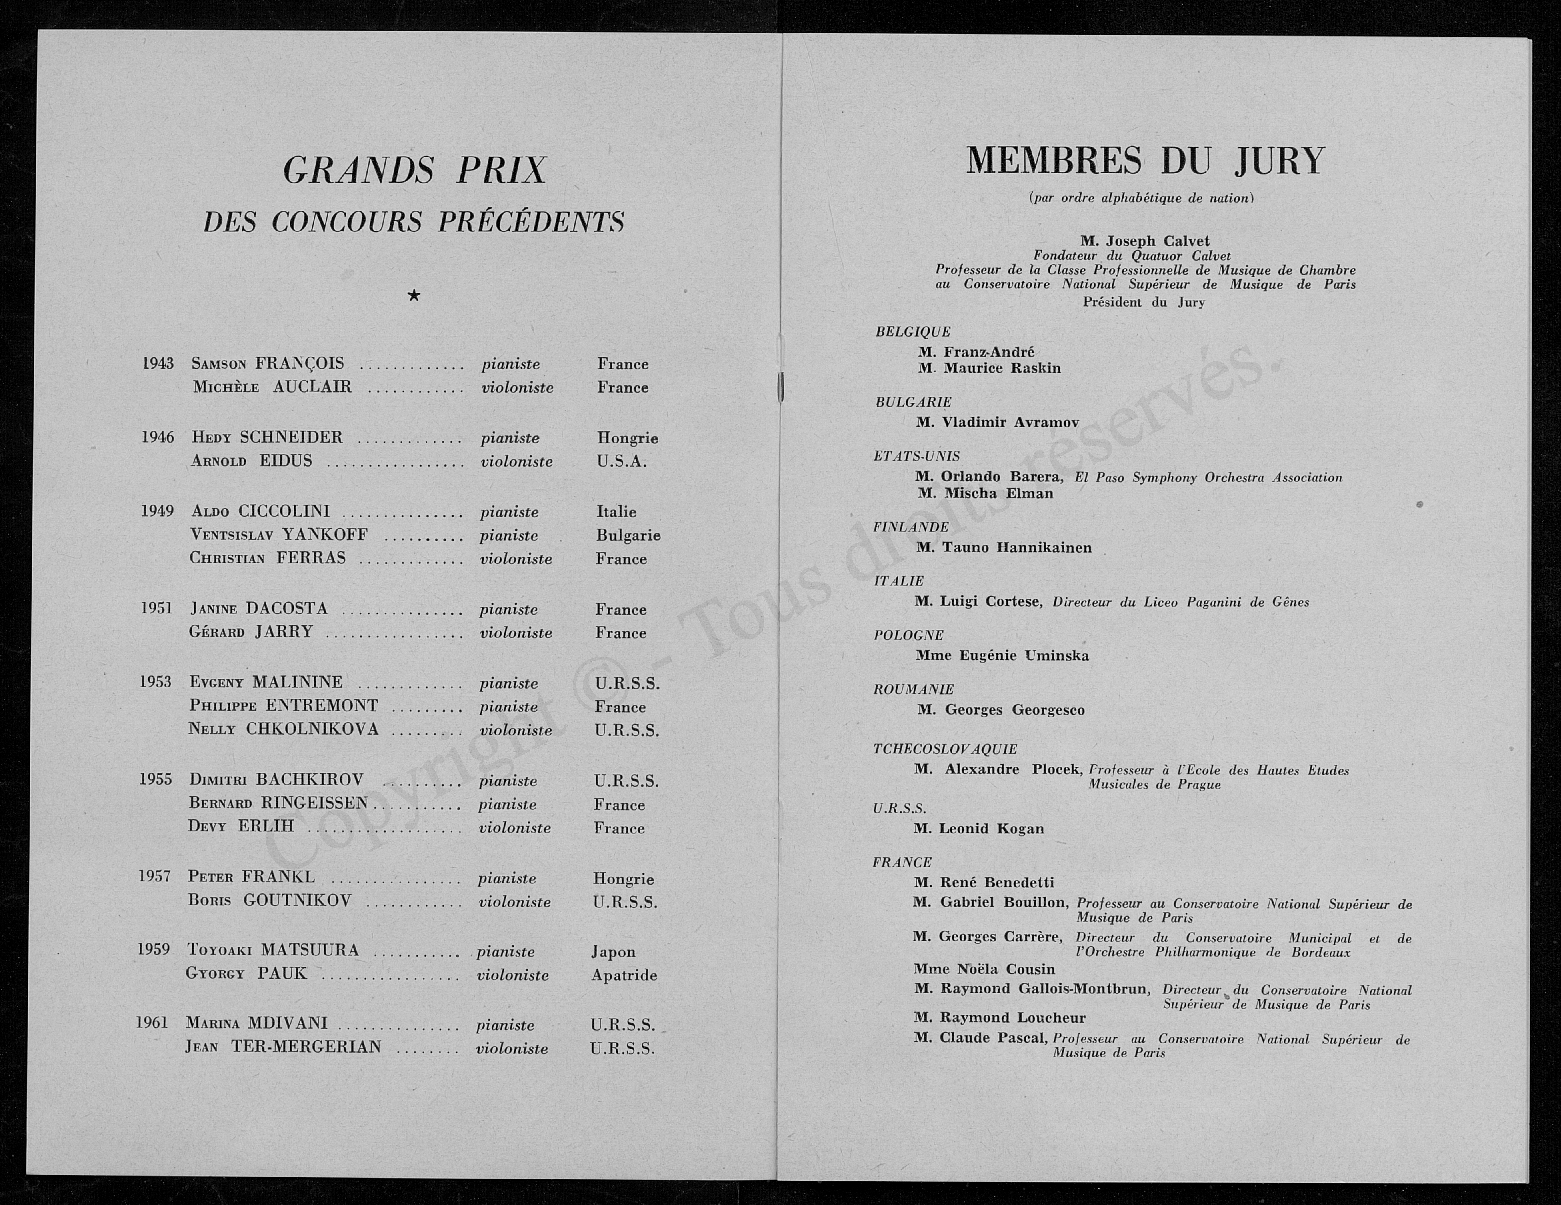 GRANDS PRIX
DES CONCOURS PRÉCÉDENTS
★
1943 Samson FRANÇOIS ............. pianiste France
Michèle AUCLAIR ............ violoniste France
1946 Hedy SCHNEIDER ............. pianiste Hongrie
Arnold EIDUS ................. violoniste U.S.A.
1949 Aldo CICCOLINI ............... pianiste Italie
Ventsislav YANKOFF .......... pianiste Bulgarie
Christian FERRAS ............. violoniste France
1951 Janine DACOSTA ............... pianiste France
Gérard JARRY ................. violoniste France
1953 Evgeny MALININE ............. pianiste U.R.S.S.
Philippe ENTREMONT ......... pianiste France
Nelly CHKOLNIKOVA ......... violoniste U.R.S.S.
1955 Dimitri BACHKIROV .......... pianiste U.R.S.S.
Bernard RINGEISSEN ........... pianiste France
Devy ERLIH ................... violoniste France
1957 Peter FRANKL ................ pianiste Hongrie
Boris GOUTNIKOV ............ violoniste U.R.S.S.
1959 Toyoaki MATSUURA ........... pianiste Japon
Gyorgy PAUK ................. violoniste Apatride
1961 Marina MDIVANI ............... pianiste U.R.S.S.
Jean TER-MERGERIAN ........ violoniste U.R.S.S.
MEMBRES DU JURY
(par ordre alphabétique de nation)
M. Joseph Calvet
Fondateur du Quatuor Calvet
Professeur de la Classe Professionnelle de Musique de Chambre
au Conservatoire National Supérieur de Musique de Paris
Président du Jury
BELGIQUE
M. Franz-André
M. Maurice Raskin
BULGARIE
M. Vladimir Avramov
ETATS-UNIS
M. Orlando Barera, El Paso Symphony Orchestra Association
M. Mischa Elman
FINLANDE
M. Tauno Hannikainen
ITALIE
M. Luigi Cortese, Directeur du Liceo Paganini de Gênes
POLOGNE
Mme Eugénie Uminska
ROUMANIE
M. Georges Georgesco
TCHECOSLOVAQUIE
M. Alexandre Plocek, Professeur à l'Ecole des Hautes Etudes
Musicales de Prague
U.R.S.S.
M. Leonid Kogan
FRANCE
M. René Benedetti
M. Gabriel Bouillon, Professeur au Conservatoire National Supérieur de
Musique de Paris
M. Georges Carrère, Directeur du Conservatoire Municipal et de
l'Orchestre Philharmonique de Bordeaux
Mme Noëla Cousin
M. Raymond Gallois-Montbrun, Directeur du Conservatoire National
Supérieur de Musique de Paris
M. Raymond Loucheur
M. Claude Pascal, Professeur au Conservatoire National Supérieur de
Musique de Paris
Copyright © - Tous droits réservés.